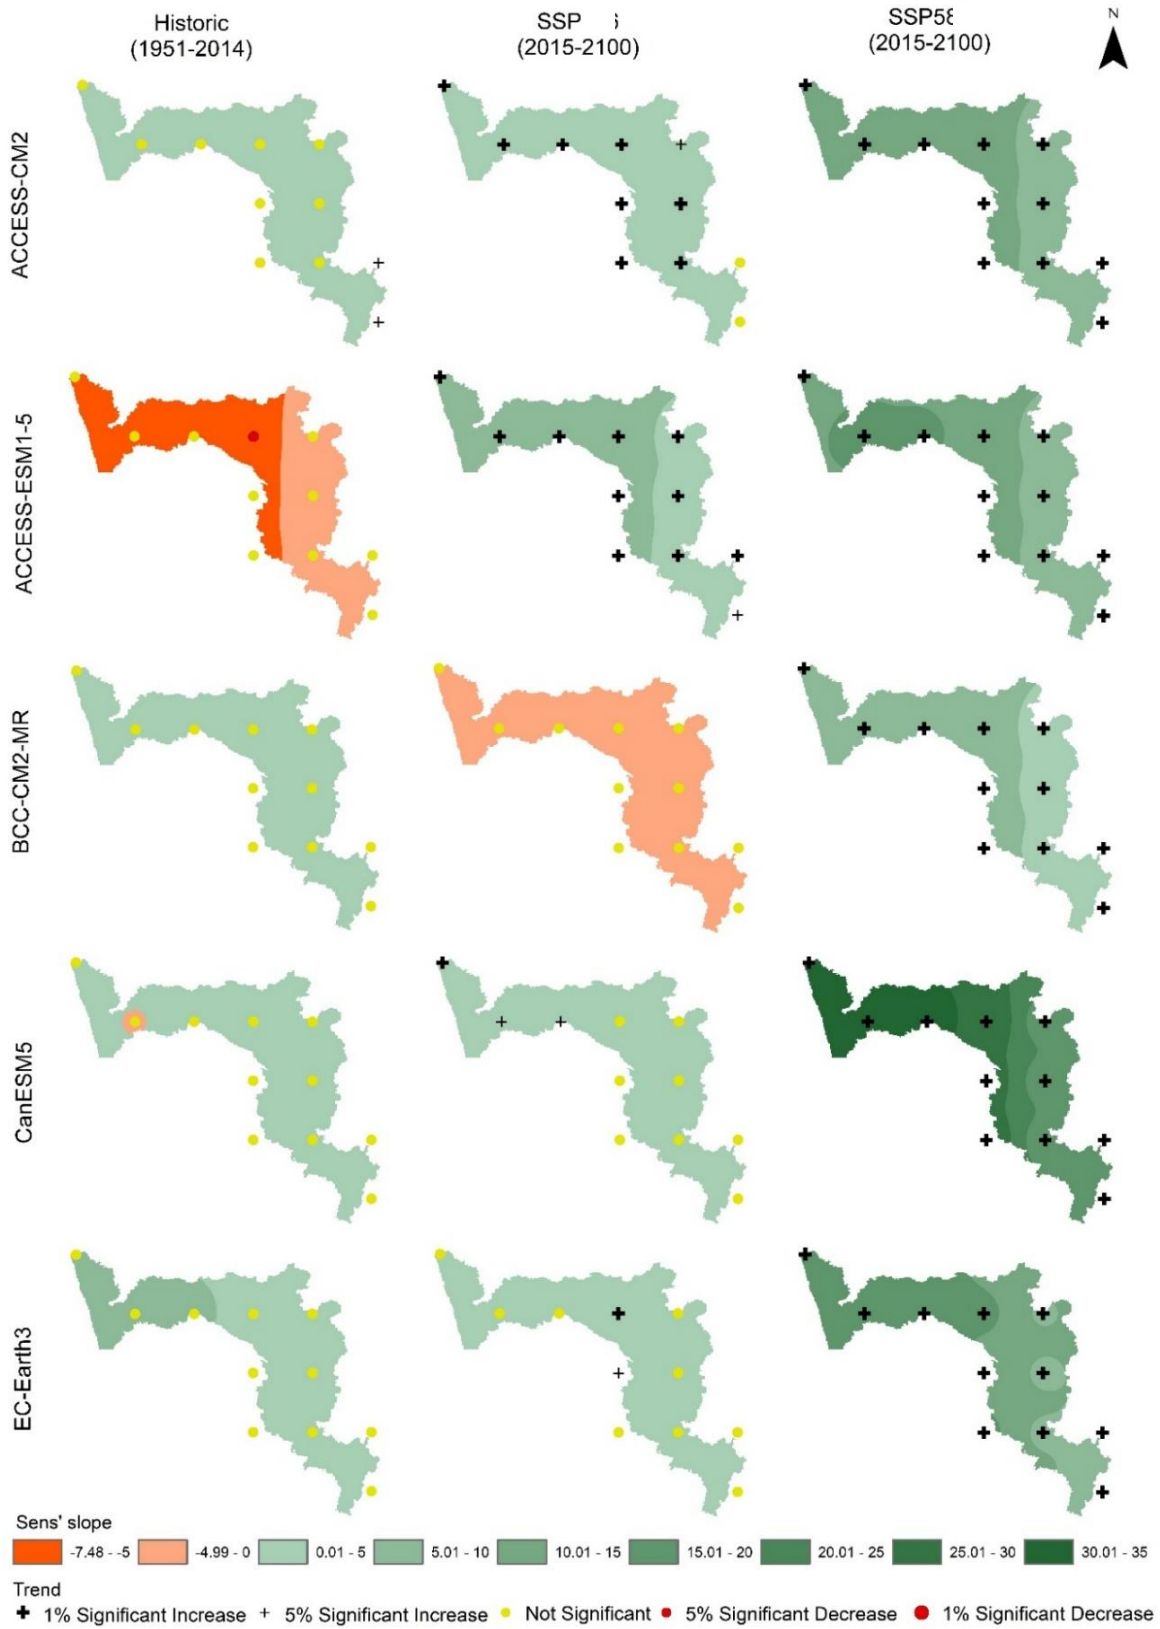 Historic
(1951-2014)
SSP
(2015-2100)
SSP58
(2015-2100)
N
ACCESS-CM2
ACCESS-ESM1-5
BCC-CM2-MR
CanESM5
EC-Earth3
Sens' slope
-7.48 - -5 -4.99 - 0 0.01 - 5 5.01 - 10 10.01 - 15 15.01 - 20 20.01 - 25 25.01 - 30 30.01 - 35
Trend
+ 1% Significant Increase + 5% Significant Increase Not Significant 5% Significant Decrease 1% Significant Decrease